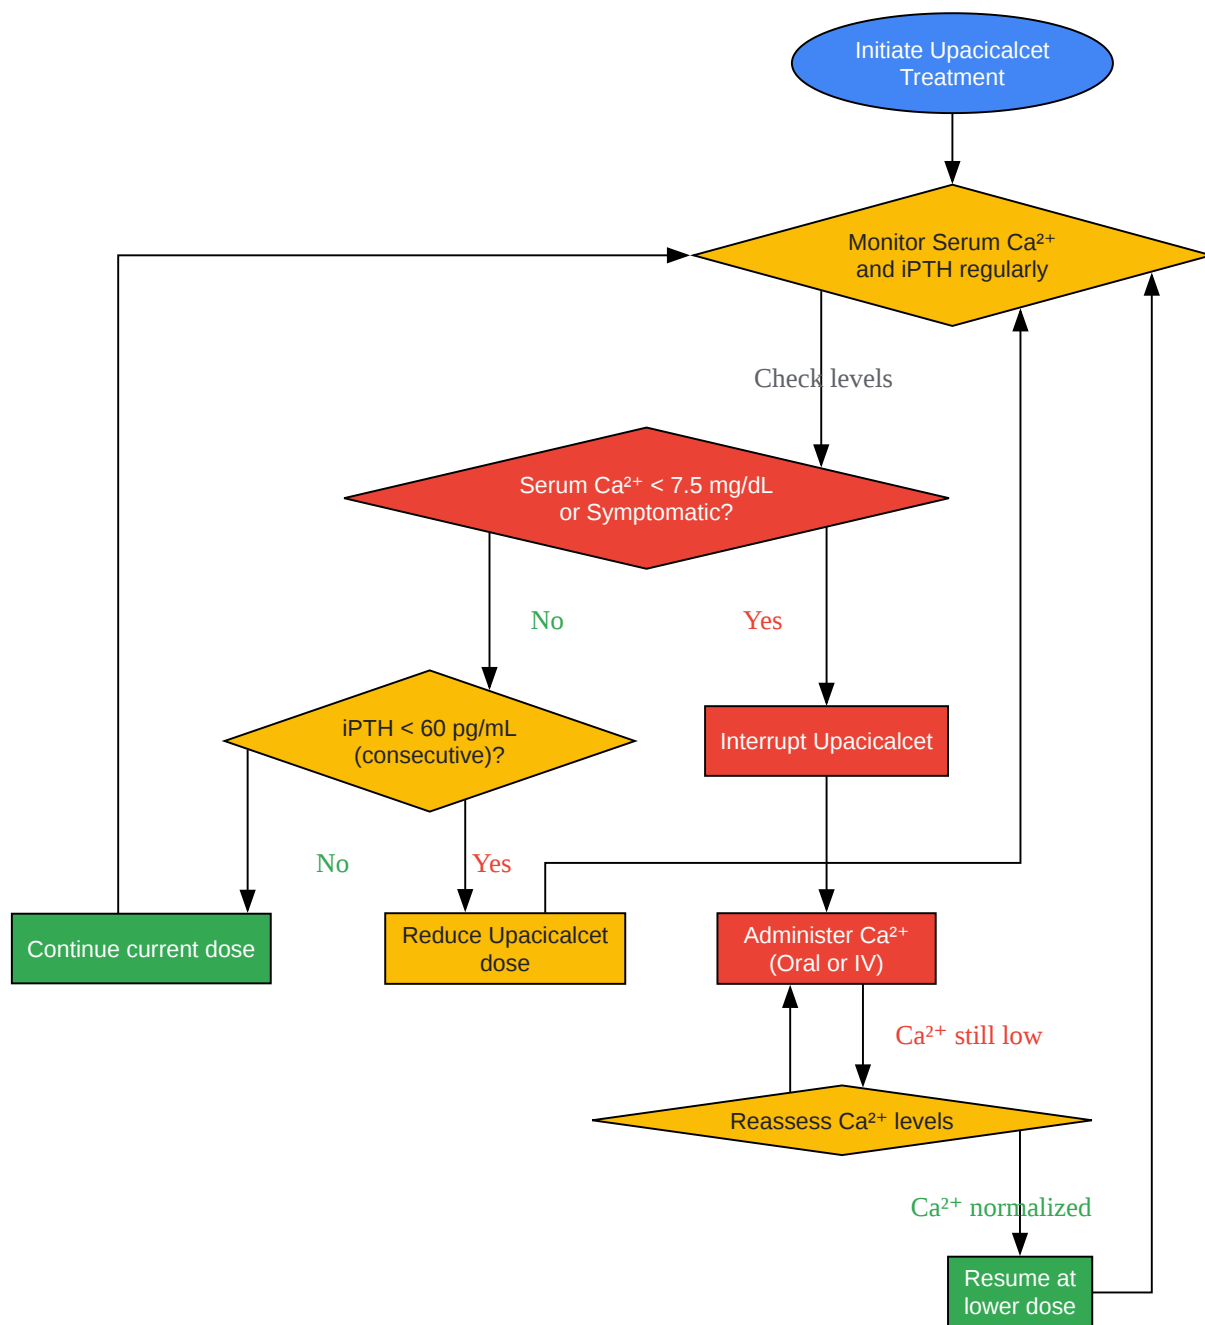 Initiate Upacicalcet
Treatment
Monitor Serum Ca²⁺
and iPTH regularly
Check levels
Serum Ca²⁺ < 7.5 mg/dL
or Symptomatic?
No
Yes
iPTH < 60 pg/mL
(consecutive)?
Interrupt Upacicalcet
No
Yes
Continue current dose
Reduce Upacicalcet
dose
Administer Ca²⁺
(Oral or IV)
Ca²⁺ still low
Reassess Ca²⁺ levels
Ca²⁺ normalized
Resume at
lower dose